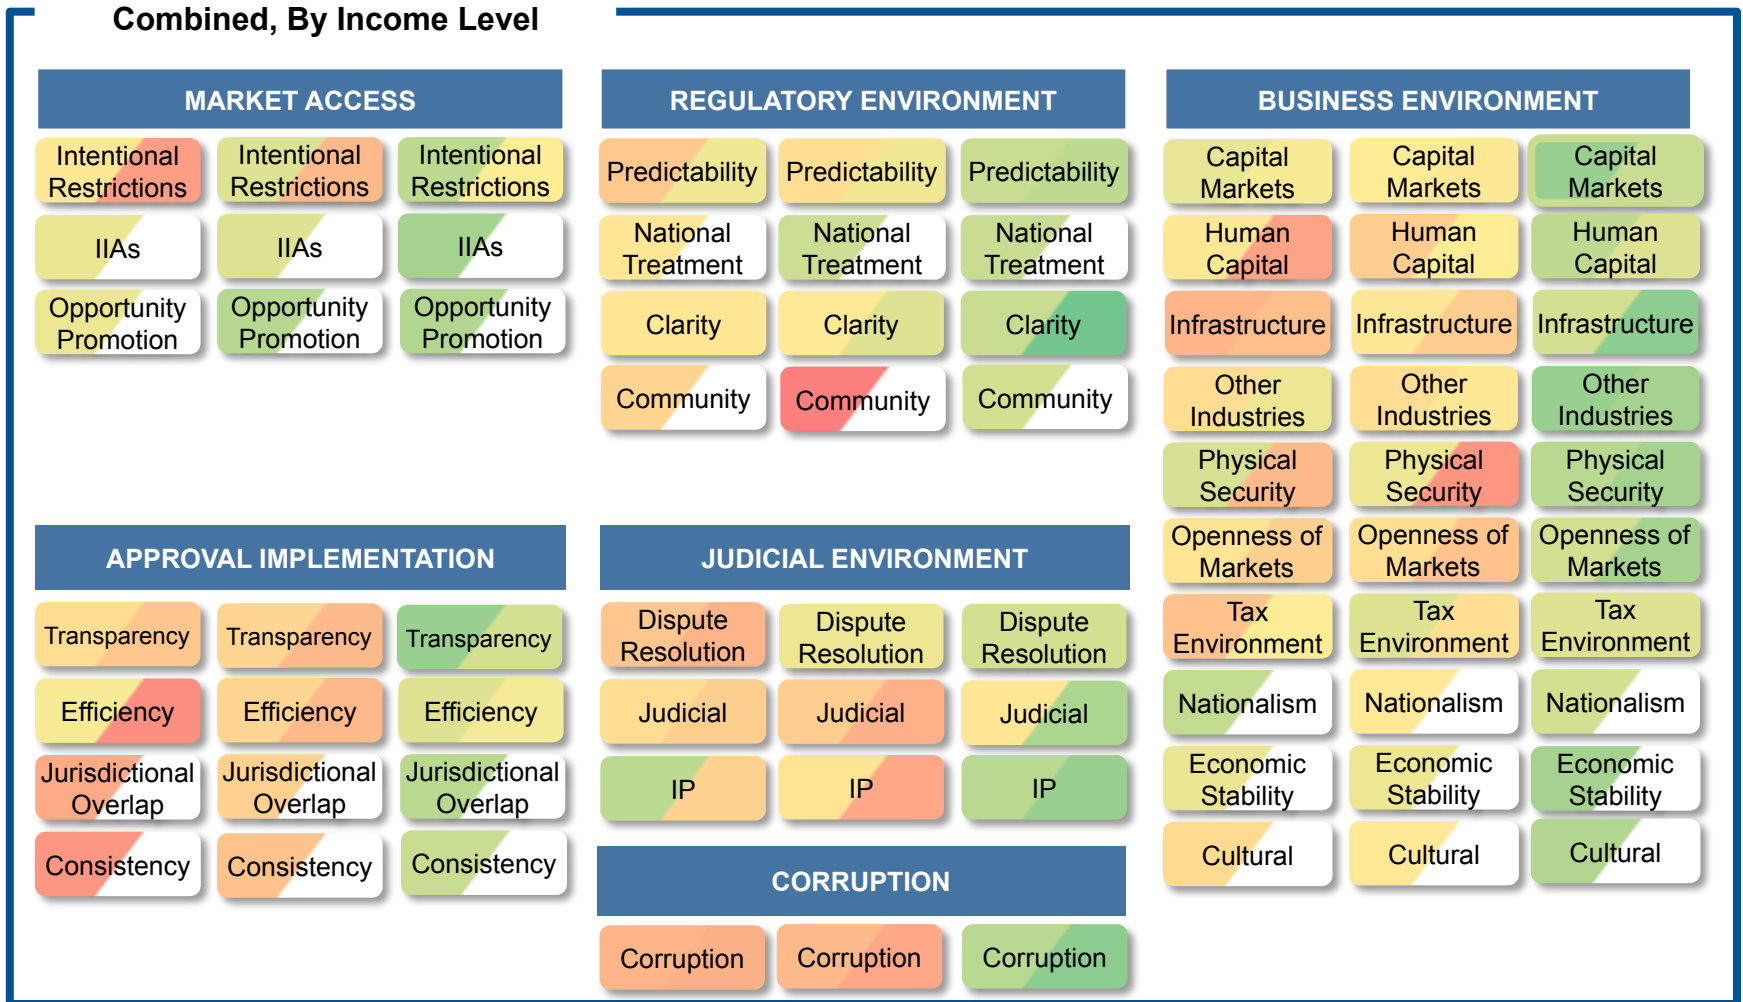 Combined, By Income Level
MARKET ACCESS
Intentional
Restrictions
Intentional
Restrictions
Intentional
Restrictions
IIAs
IIAs
IIAs
Opportunity
Promotion
Opportunity
Promotion
Opportunity
Promotion
REGULATORY ENVIRONMENT
Predictability
Predictability
Predictability
National
Treatment
National
Treatment
National
Treatment
Clarity
Clarity
Clarity
Community
Community
Community
BUSINESS ENVIRONMENT
Capital
Markets
Capital
Markets
Capital
Markets
Human
Capital
Human
Capital
Human
Capital
Infrastructure
Infrastructure
Infrastructure
Other
Industries
Other
Industries
Other
Industries
Physical
Security
Physical
Security
Physical
Security
Openness of
Markets
Openness of
Markets
Openness of
Markets
Tax
Environment
Tax
Environment
Tax
Environment
Nationalism
Nationalism
Nationalism
Economic
Stability
Economic
Stability
Economic
Stability
Cultural
Cultural
Cultural
APPROVAL IMPLEMENTATION
Transparency
Transparency
Transparency
Efficiency
Efficiency
Efficiency
Jurisdictional
Overlap
Jurisdictional
Overlap
Jurisdictional
Overlap
Consistency
Consistency
Consistency
JUDICIAL ENVIRONMENT
Dispute
Resolution
Dispute
Resolution
Dispute
Resolution
Judicial
Judicial
Judicial
IP
IP
IP
CORRUPTION
Corruption
Corruption
Corruption